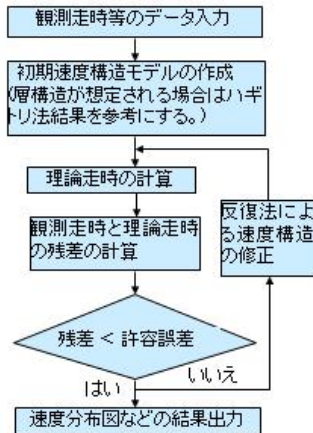 観測走時等のデータ入力
初期速度構造モデルの作成
(層構造が想定される場合はハギ
トリ法結果を参考にする。)
理論走時の計算
観測走時と理論走時
の残差の計算
反復法によ
る速度構造
の修正
残差 < 許容誤差
はい
いいえ
速度分布図などの結果出力